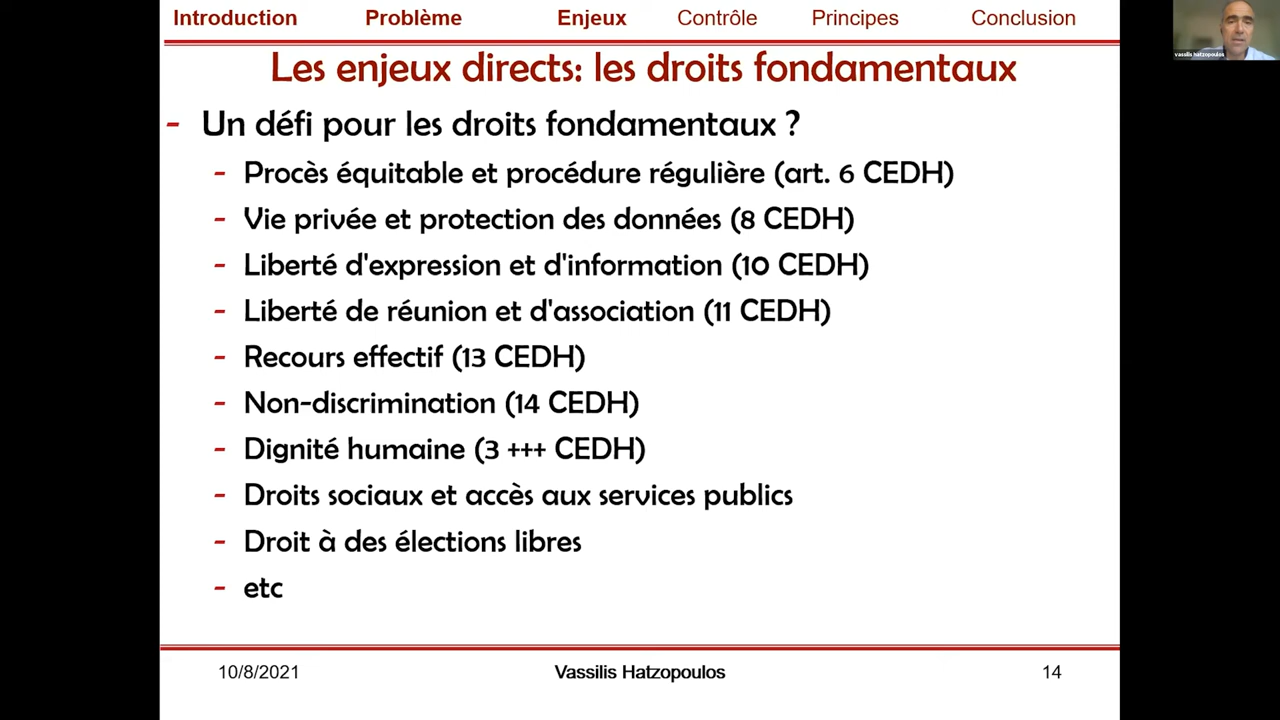 Introduction Problème Enjeux Contrôle Principes Conclusion
vassilis hatzopoulos
Les enjeux directs: les droits fondamentaux
- Un défi pour les droits fondamentaux ?
- Procès équitable et procédure régulière (art. 6 CEDH)
- Vie privée et protection des données (8 CEDH)
- Liberté d'expression et d'information (10 CEDH)
- Liberté de réunion et d'association (11 CEDH)
- Recours effectif (13 CEDH)
- Non-discrimination (14 CEDH)
- Dignité humaine (3 +++ CEDH)
- Droits sociaux et accès aux services publics
- Droit à des élections libres
- etc
10/8/2021 Vassilis Hatzopoulos 14